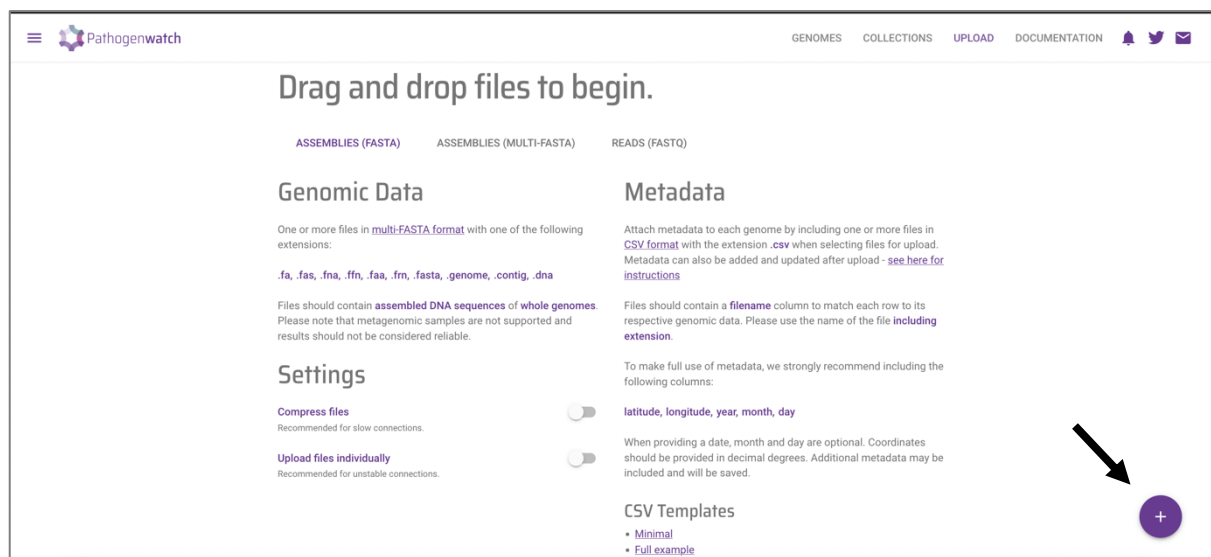 Pathogenwatch
GENOMES COLLECTIONS UPLOAD DOCUMENTATION
Drag and drop files to begin.
ASSEMBLIES (FASTA) ASSEMBLIES (MULTI-FASTA) READS (FASTQ)
Genomic Data
One or more files in multi-FASTA format with one of the following
extensions:
.fa, .fas, .fna, .ffn, .faa, .frn, .fasta, .genome, .contig, .dna
Files should contain assembled DNA sequences of whole genomes.
Please note that metagenomic samples are not supported and
results should not be considered reliable.
Settings
Compress files
Recommended for slow connections.
Upload files individually
Recommended for unstable connections.
Metadata
Attach metadata to each genome by including one or more files in
CSV format with the extension .csv when selecting files for upload.
Metadata can also be added and updated after upload - see here for
instructions
Files should contain a filename column to match each row to its
respective genomic data. Please use the name of the file including
extension.
To make full use of metadata, we strongly recommend including the
following columns:
latitude, longitude, year, month, day
When providing a date, month and day are optional. Coordinates
should be provided in decimal degrees. Additional metadata may be
included and will be saved.
CSV Templates
• Minimal
• Full example
+